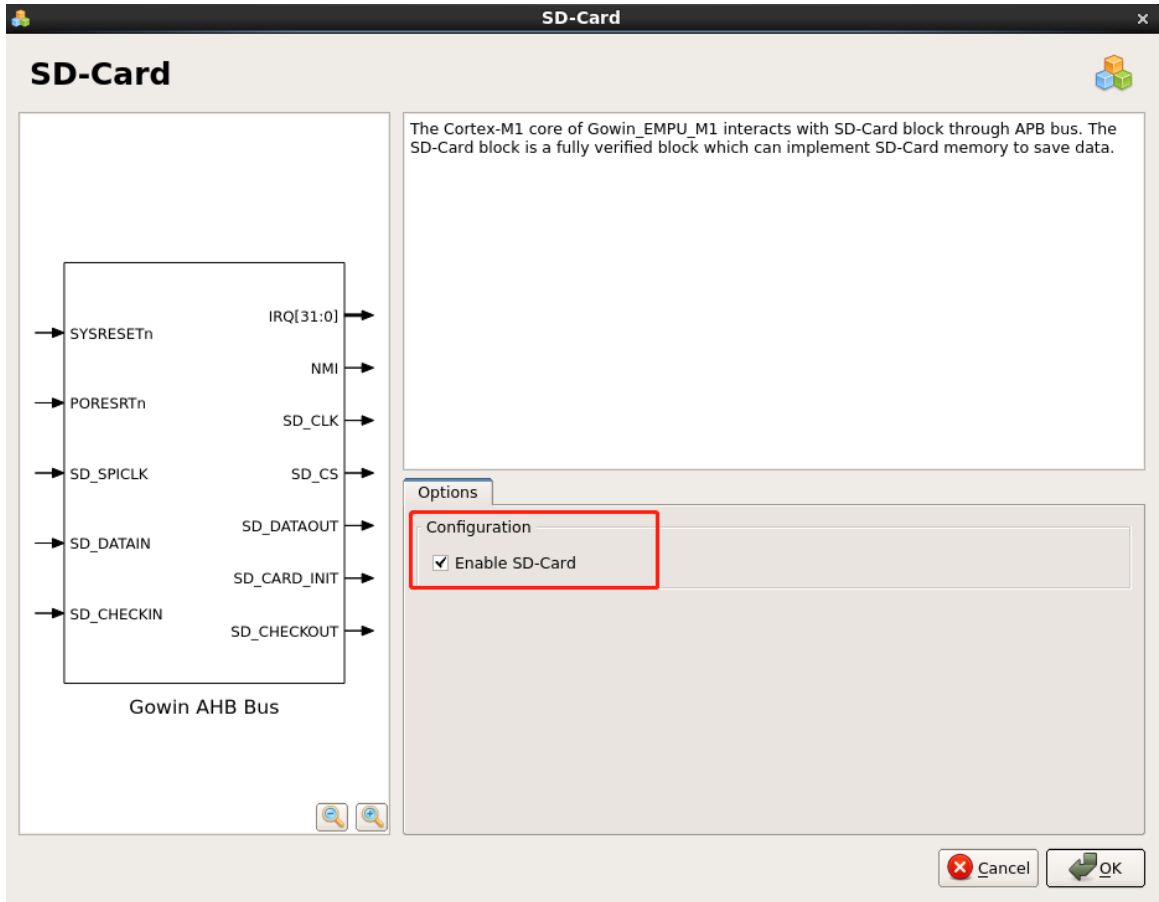 SD-Card
SD-Card
The Cortex-M1 core of Gowin_EMPU_M1 interacts with SD-Card block through APB bus. The
SD-Card block is a fully verified block which can implement SD-Card memory to save data.
IRQ[31:0]
SYSRESETn
NMI
PORESRTn
SD_CLK
SD_SPICLK
SD_CS
SD_DATAOUT
SD_DATAIN
SD_CARD_INIT
SD_CHECKIN
SD_CHECKOUT
Gowin AHB Bus
Options
Configuration
Enable SD-Card
Cancel
OK